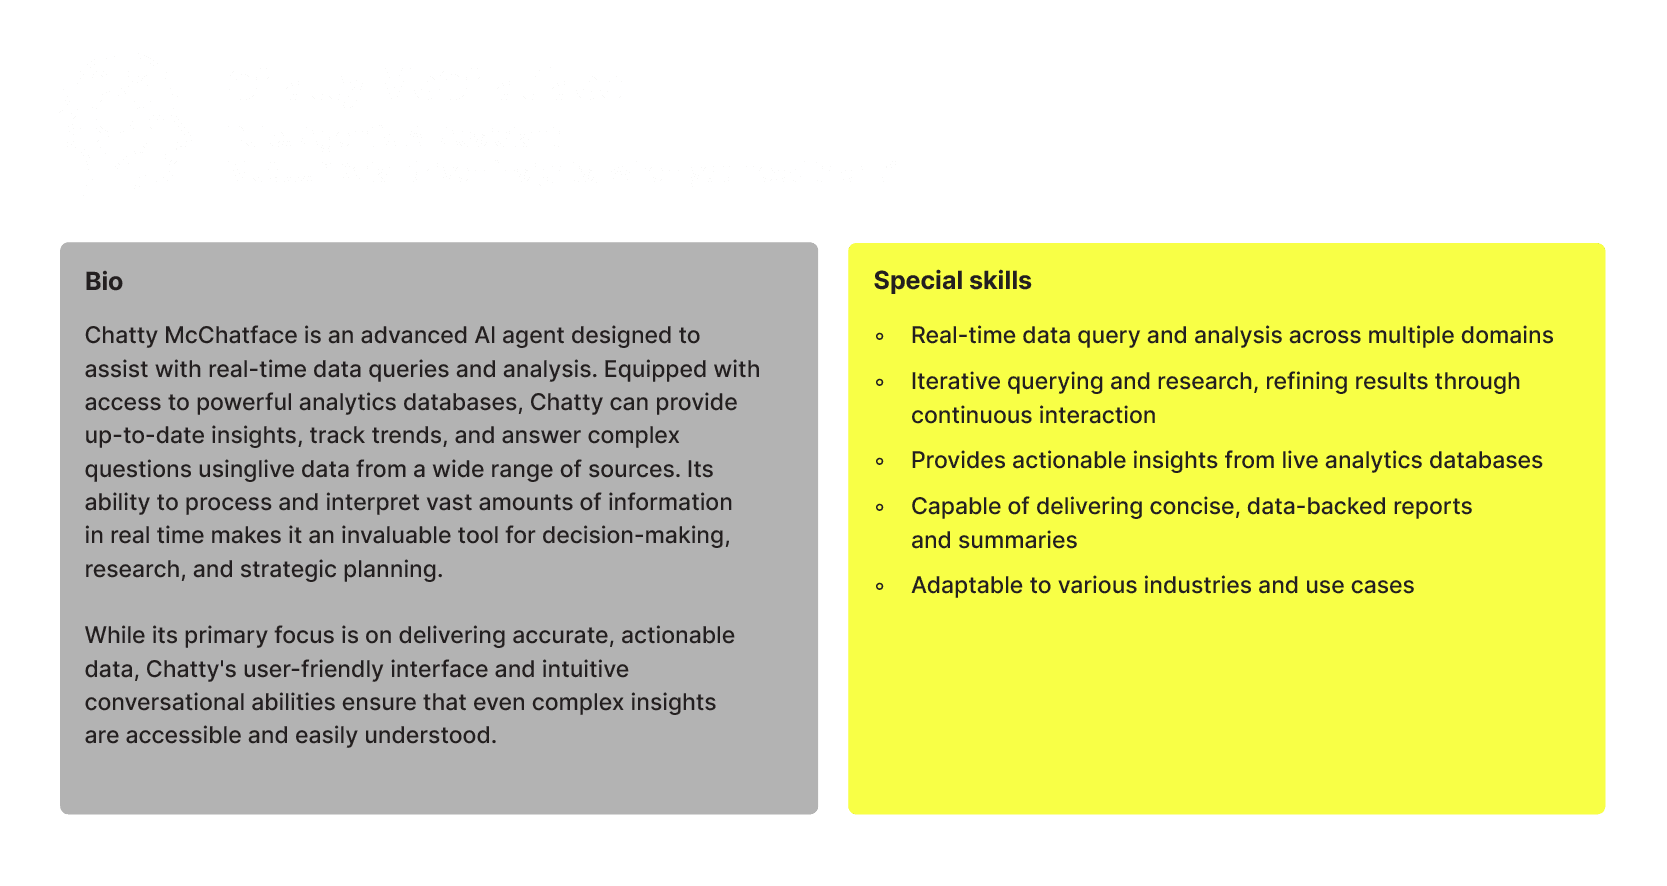 Bio
Chatty McChatface is an advanced AI agent designed to
assist with real-time data queries and analysis. Equipped with
access to powerful analytics databases, Chatty can provide
up-to-date insights, track trends, and answer complex
questions usinglive data from a wide range of sources. Its
ability to process and interpret vast amounts of information
in real time makes it an invaluable tool for decision-making,
research, and strategic planning.
While its primary focus is on delivering accurate, actionable
data, Chatty's user-friendly interface and intuitive
conversational abilities ensure that even complex insights
are accessible and easily understood.
Special skills
Real-time data query and analysis across multiple domains
Iterative querying and research, refining results through
continuous interaction
Provides actionable insights from live analytics databases
Capable of delivering concise, data-backed reports
and summaries
Adaptable to various industries and use cases